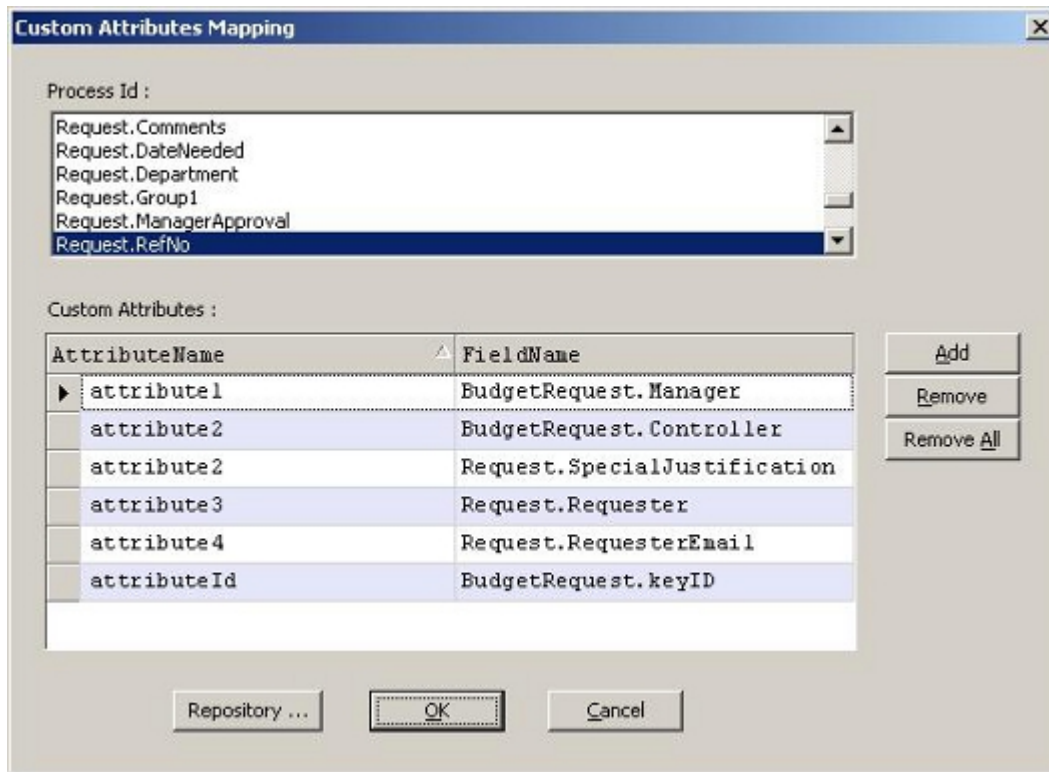 Custom Attributes Mapping
Process Id :
Request.Comments
Request.DateNeeded
Request.Department
Request.Group1
Request.ManagerApproval
Request.RefNo
Custom Attributes :
AttributeName FieldName
attribute1 BudgetRequest.Manager
attribute2 BudgetRequest.Controller
attribute2 Request.SpecialJustification
attribute3 Request.Requester
attribute4 Request.RequesterEmail
attributeId BudgetRequest.keyID
Add
Remove
Remove All
Repository ... OK Cancel